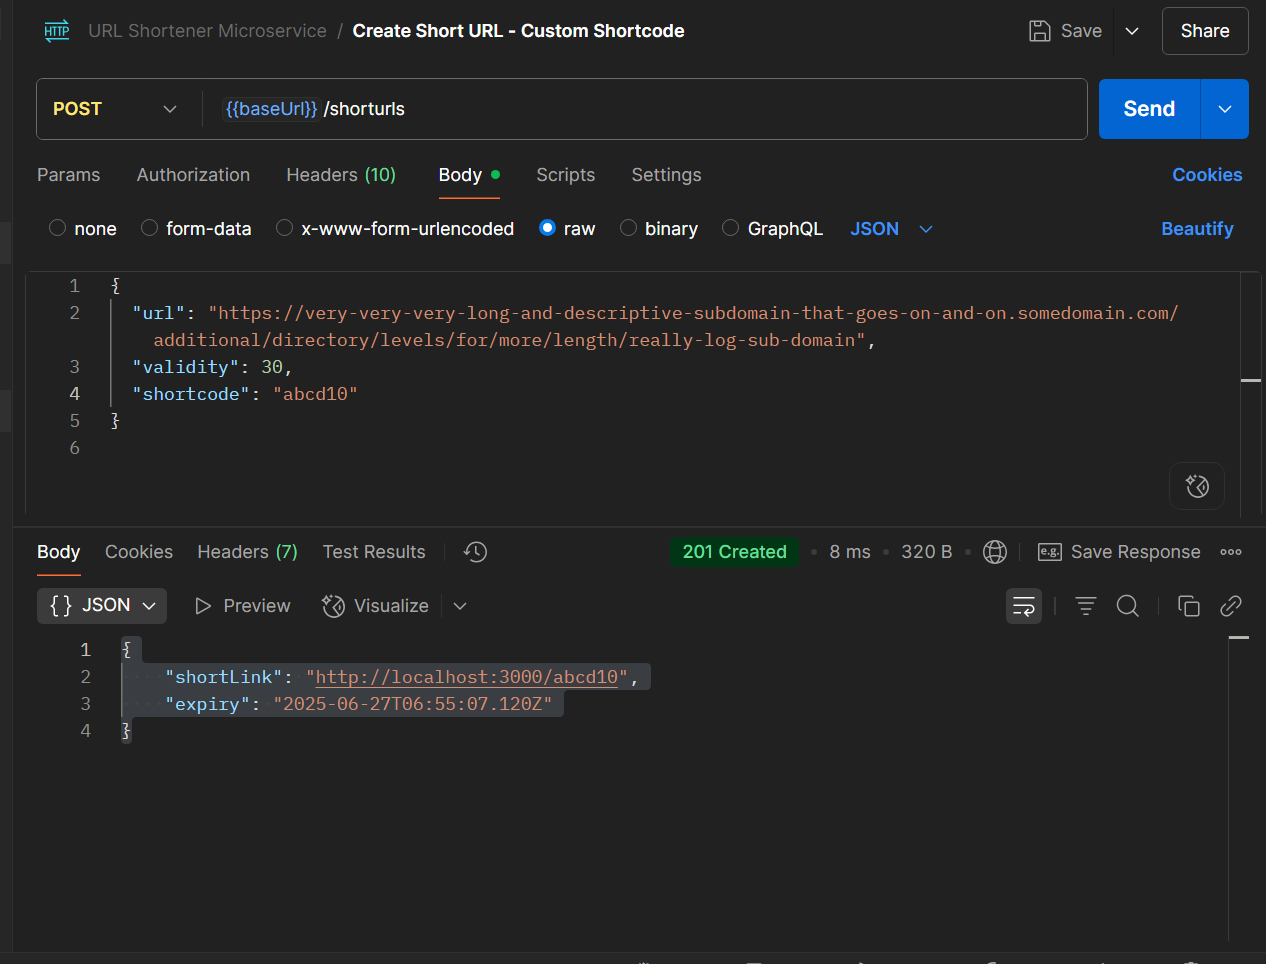 HTTP URL Shortener Microservice / Create Short URL - Custom Shortcode Save Share
POST {{baseUrl}} /shorturls Send
Params Authorization Headers (10) Body Scripts Settings Cookies
none form-data x-www-form-urlencoded raw binary GraphQL JSON Beautify
1 {
2 "url": "https://very-very-very-long-and-descriptive-subdomain-that-goes-on-and-on.somedomain.com/
additional/directory/levels/for/more/length/really-log-sub-domain",
3 "validity": 30,
4 "shortcode": "abcd10"
5 }
6
Body Cookies Headers (7) Test Results 201 Created • 8 ms • 320 B • e.g. Save Response
{} JSON Preview Visualize
1 {
2 "shortLink": "http://localhost:3000/abcd10",
3 "expiry": "2025-06-27T06:55:07.120Z"
4 }